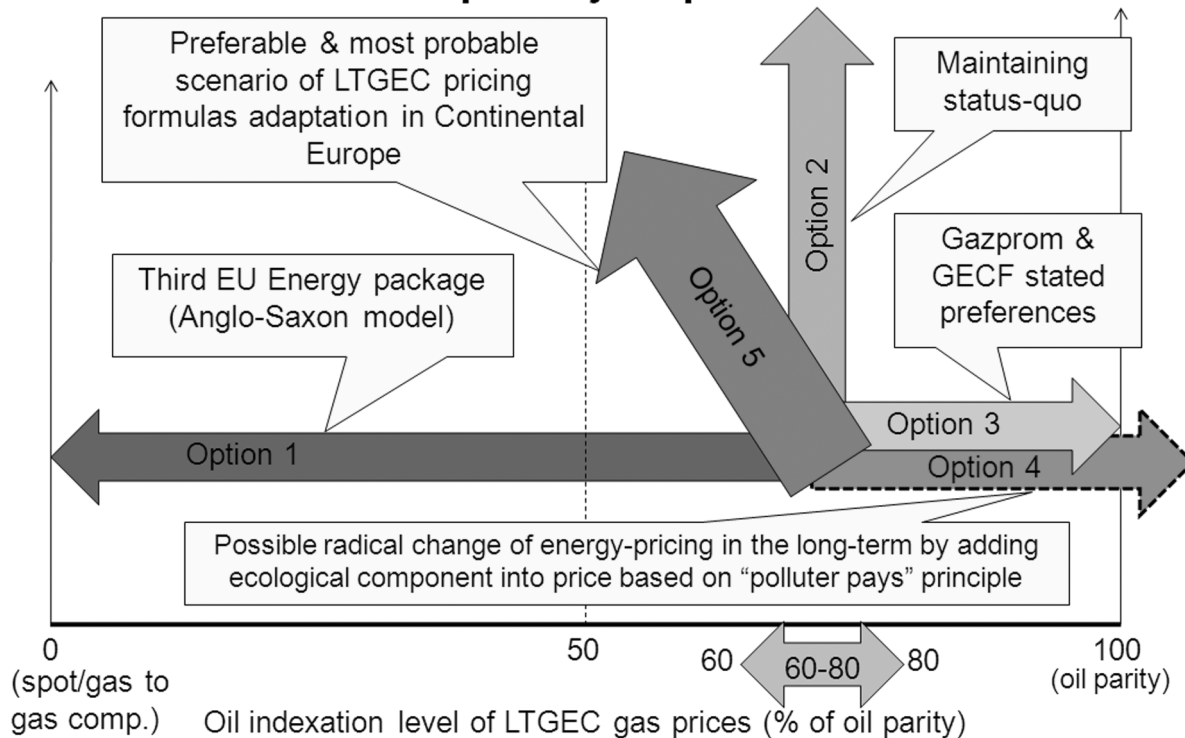 Preferable & most probable
scenario of LTGEC pricing
formulas adaptation in Continental
Europe
Maintaining
status-quo
Option 2
Third EU Energy package
(Anglo-Saxon model)
Gazprom &
GECF stated
preferences
Option 5
Option 3
Option 1
Option 4
Possible radical change of energy-pricing in the long-term by adding
ecological component into price based on “polluter pays” principle
0
50
60
60-80
80
100
(spot/gas to
gas comp.)
(oil parity)
Oil indexation level of LTGEC gas prices (% of oil parity)